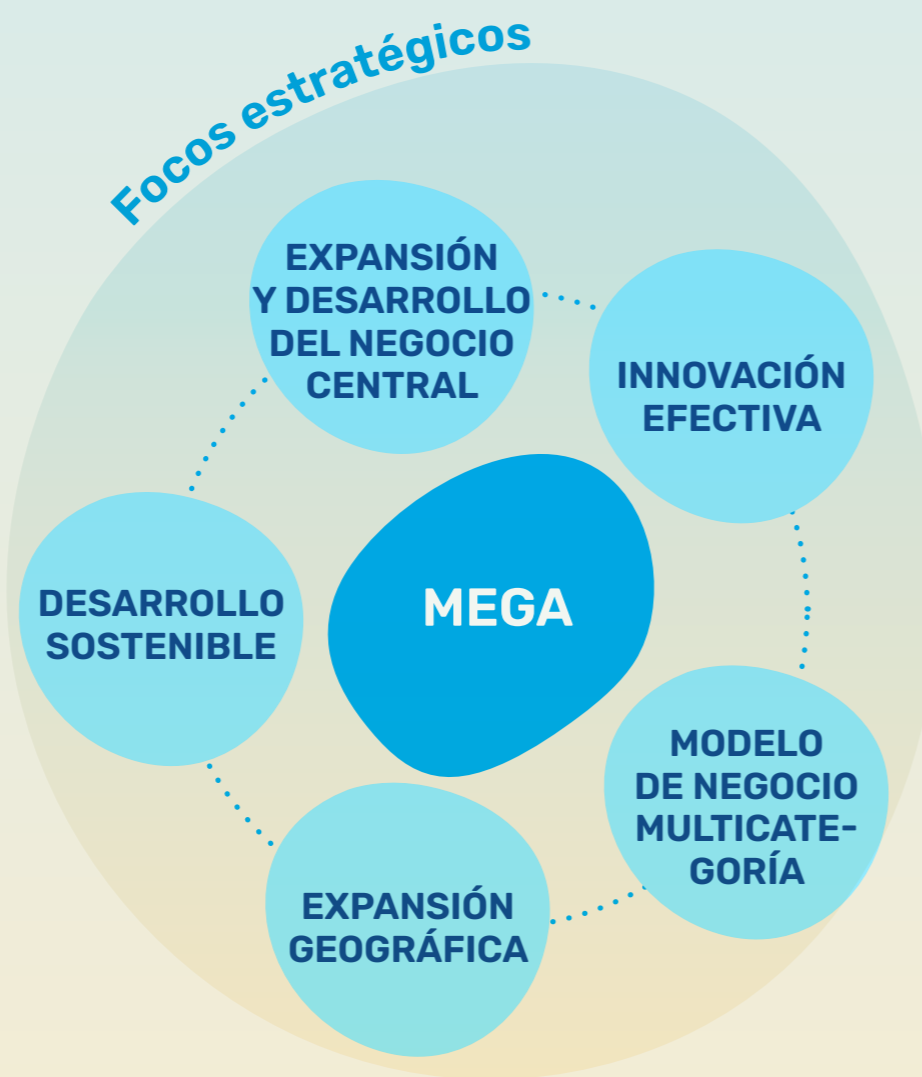 Focos estratégicos
EXPANSIÓN
Y DESARROLLO
DEL NEGOCIO
CENTRAL
INNOVACIÓN
EFECTIVA
MEGA
DESARROLLO
SOSTENIBLE
MODELO
DE NEGOCIO
MULTICATE-
GORÍA
EXPANSIÓN
GEOGRÁFICA